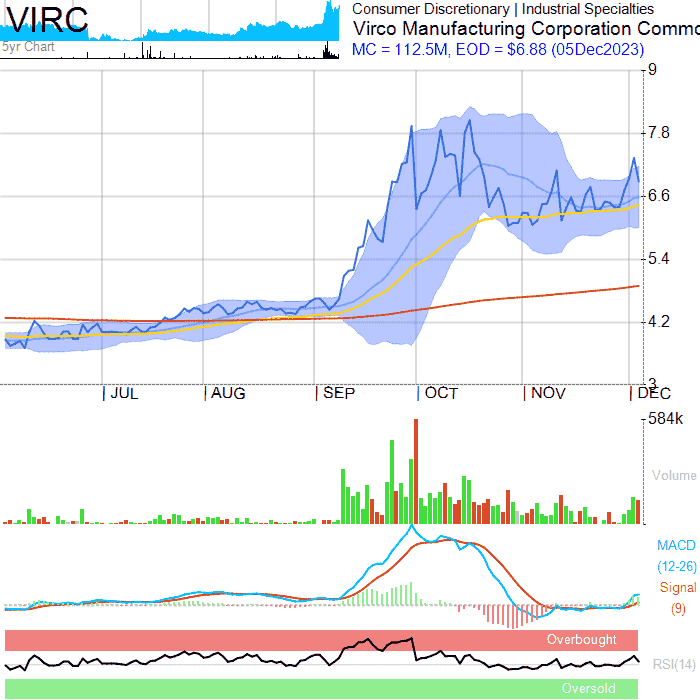 VIRC
5yr Chart
Consumer Discretionary | Industrial Specialties
Virco Manufacturing Corporation Commo
MC = 112.5M, EOD = $6.88 (05Dec2023)
9
7.8
6.6
5.4
4.2
3
JUL AUG SEP OCT NOV DEC
584k
Volume
MACD
(12-26)
Signal
(9)
Overbought
RSI(14)
Oversold